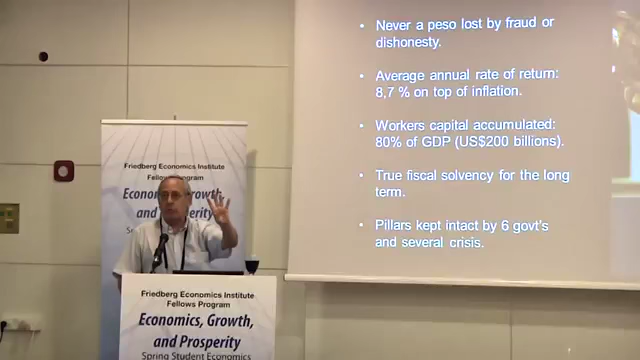 • Never a peso lost by fraud or
dishonesty.
• Average annual rate of return:
8,7 % on top of inflation.
• Workers capital accumulated:
80% of GDP (US$200 billions).
• True fiscal solvency for the long
term.
• Pillars kept intact by 6 govt's
and several crisis.
Friedberg Economics Institute
Fellows Program
Growth,
and Prosperity
Friedberg Economics Institute
Fellows Program
Economics, Growth,
and Prosperity
Spring Student Economics